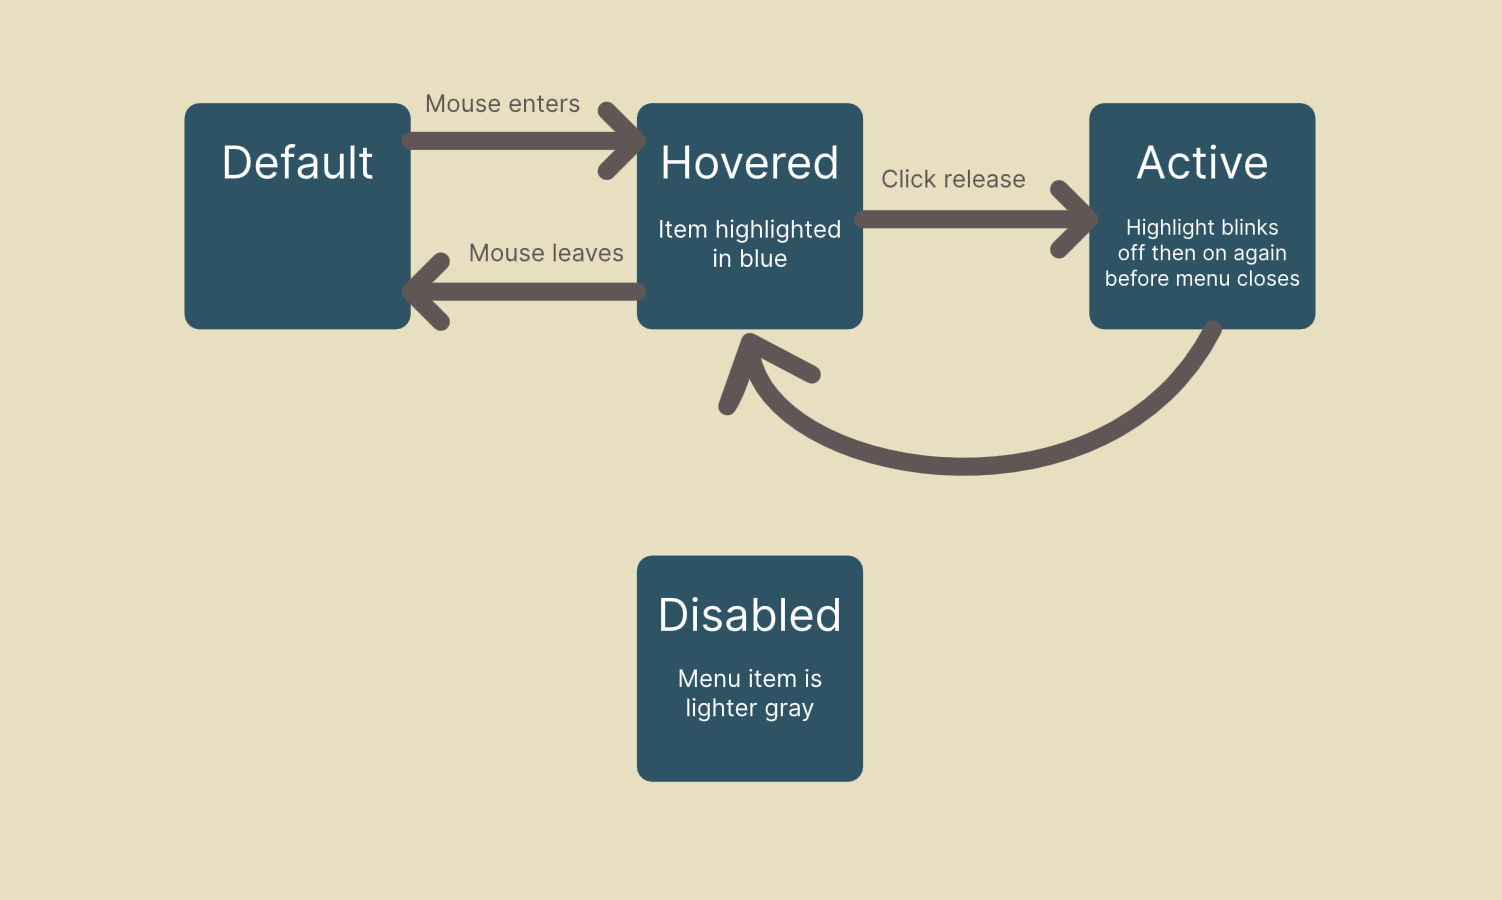 Mouse enters
Default
Hovered
Active
Click release
Mouse leaves
Item highlighted
in blue
Highlight blinks
off then on again
before menu closes
Disabled
Menu item is
lighter gray